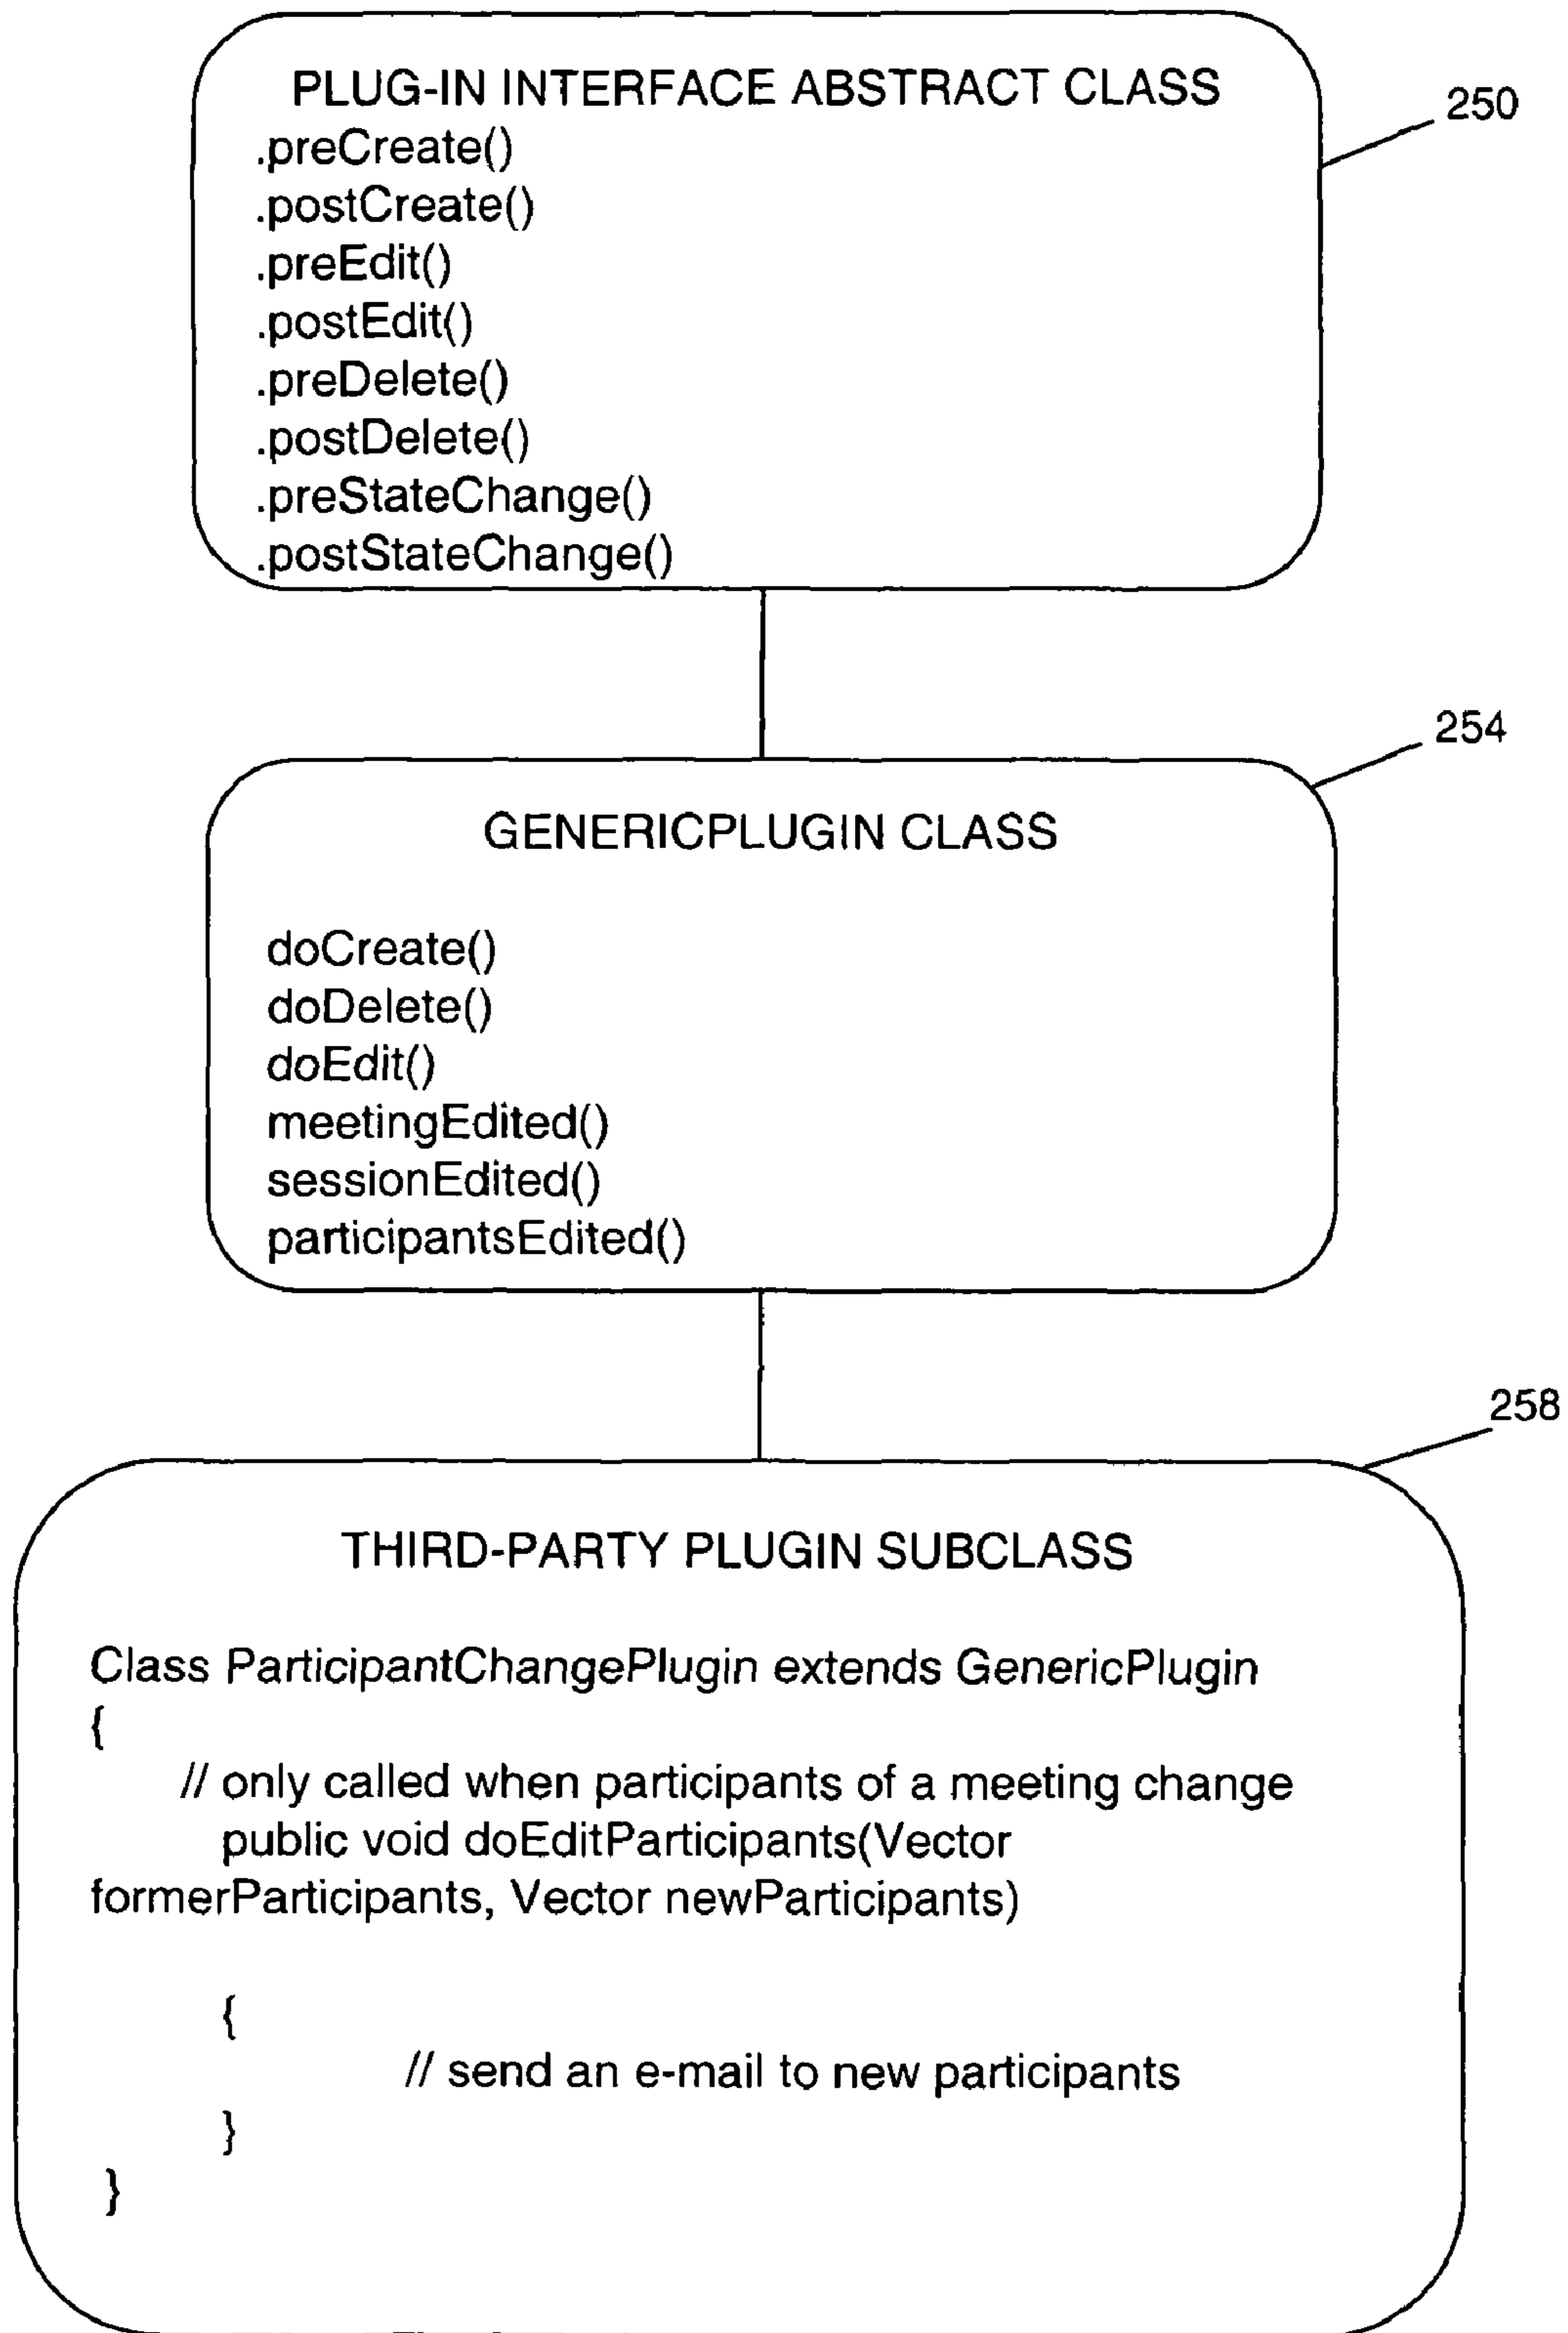 PLUG-IN INTERFACE ABSTRACT CLASS
.preCreate()
.postCreate()
.preEdit()
.postEdit()
.preDelete()
.postDelete()
.preStateChange()
.postStateChange()
250
GENERICPLUGIN CLASS
doCreate()
doDelete()
doEdit()
meetingEdited()
sessionEdited()
participantsEdited()
254
THIRD-PARTY PLUGIN SUBCLASS
Class ParticipantChangePlugin extends GenericPlugin
{
// only called when participants of a meeting change
public void doEditParticipants(Vector
formerParticipants, Vector newParticipants)
{
// send an e-mail to new participants
}
}
258